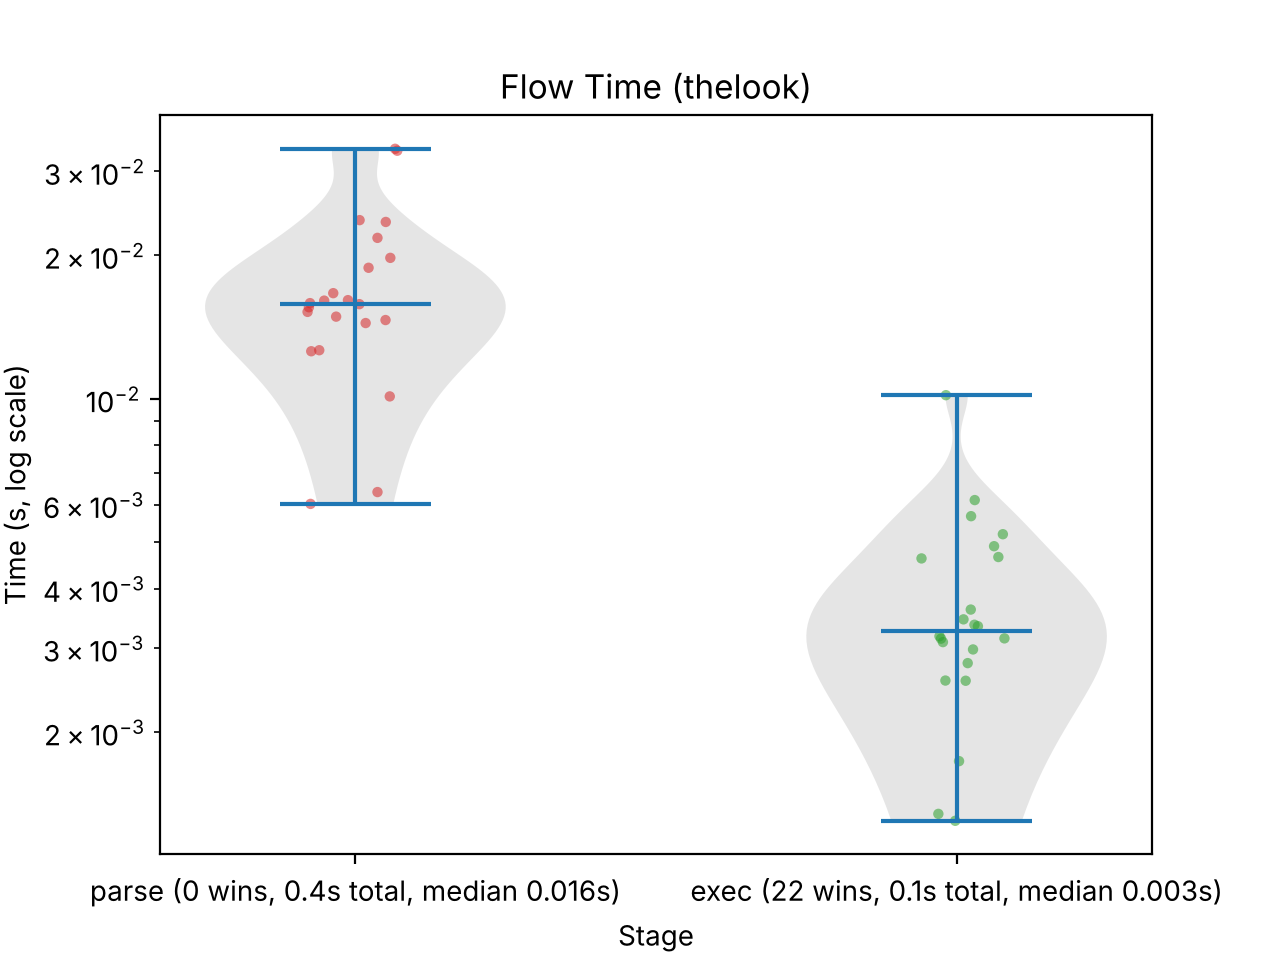 Flow Time (thelook)
Time (s, log scale)
3 × 10⁻²
2 × 10⁻²
10⁻²
6 × 10⁻³
4 × 10⁻³
3 × 10⁻³
2 × 10⁻³
parse (0 wins, 0.4s total, median 0.016s)
exec (22 wins, 0.1s total, median 0.003s)
Stage